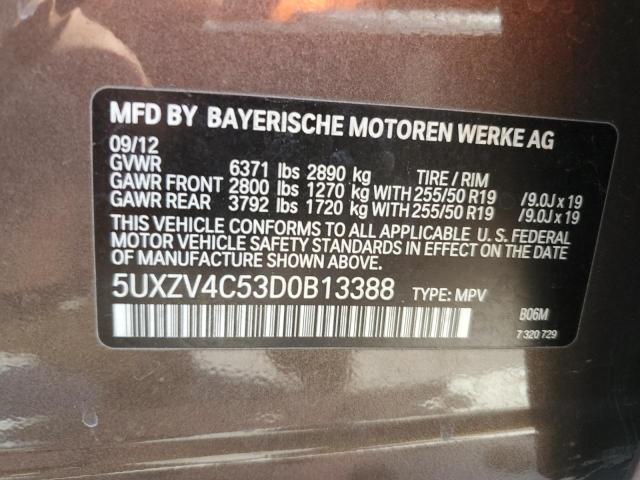 MFD BY BAYERISCHE MOTOREN WERKE AG
09/12
GVWR 6371 lbs 2890 kg TIRE / RIM
GAWR FRONT 2800 lbs 1270 kg WITH 255/50 R19 /9.0J x 19
GAWR REAR 3792 lbs 1720 kg WITH 255/50 R19 /9.0J x 19
THIS VEHICLE CONFORMS TO ALL APPLICABLE U. S. FEDERAL
MOTOR VEHICLE SAFETY STANDARDS IN EFFECT ON THE DATE
OF MANUFACTURE SHOWN ABOVE.
5UXZV4C53D0B13388 TYPE: MPV
B06M
7 320 729